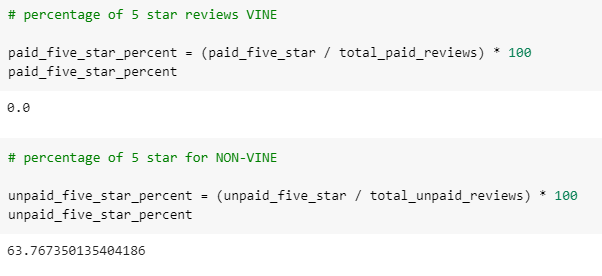 # percentage of 5 star reviews VINE
paid_five_star_percent = (paid_five_star / total_paid_reviews) * 100
paid_five_star_percent
0.0
# percentage of 5 star for NON-VINE
unpaid_five_star_percent = (unpaid_five_star / total_unpaid_reviews) * 100
unpaid_five_star_percent
63.767350135404186